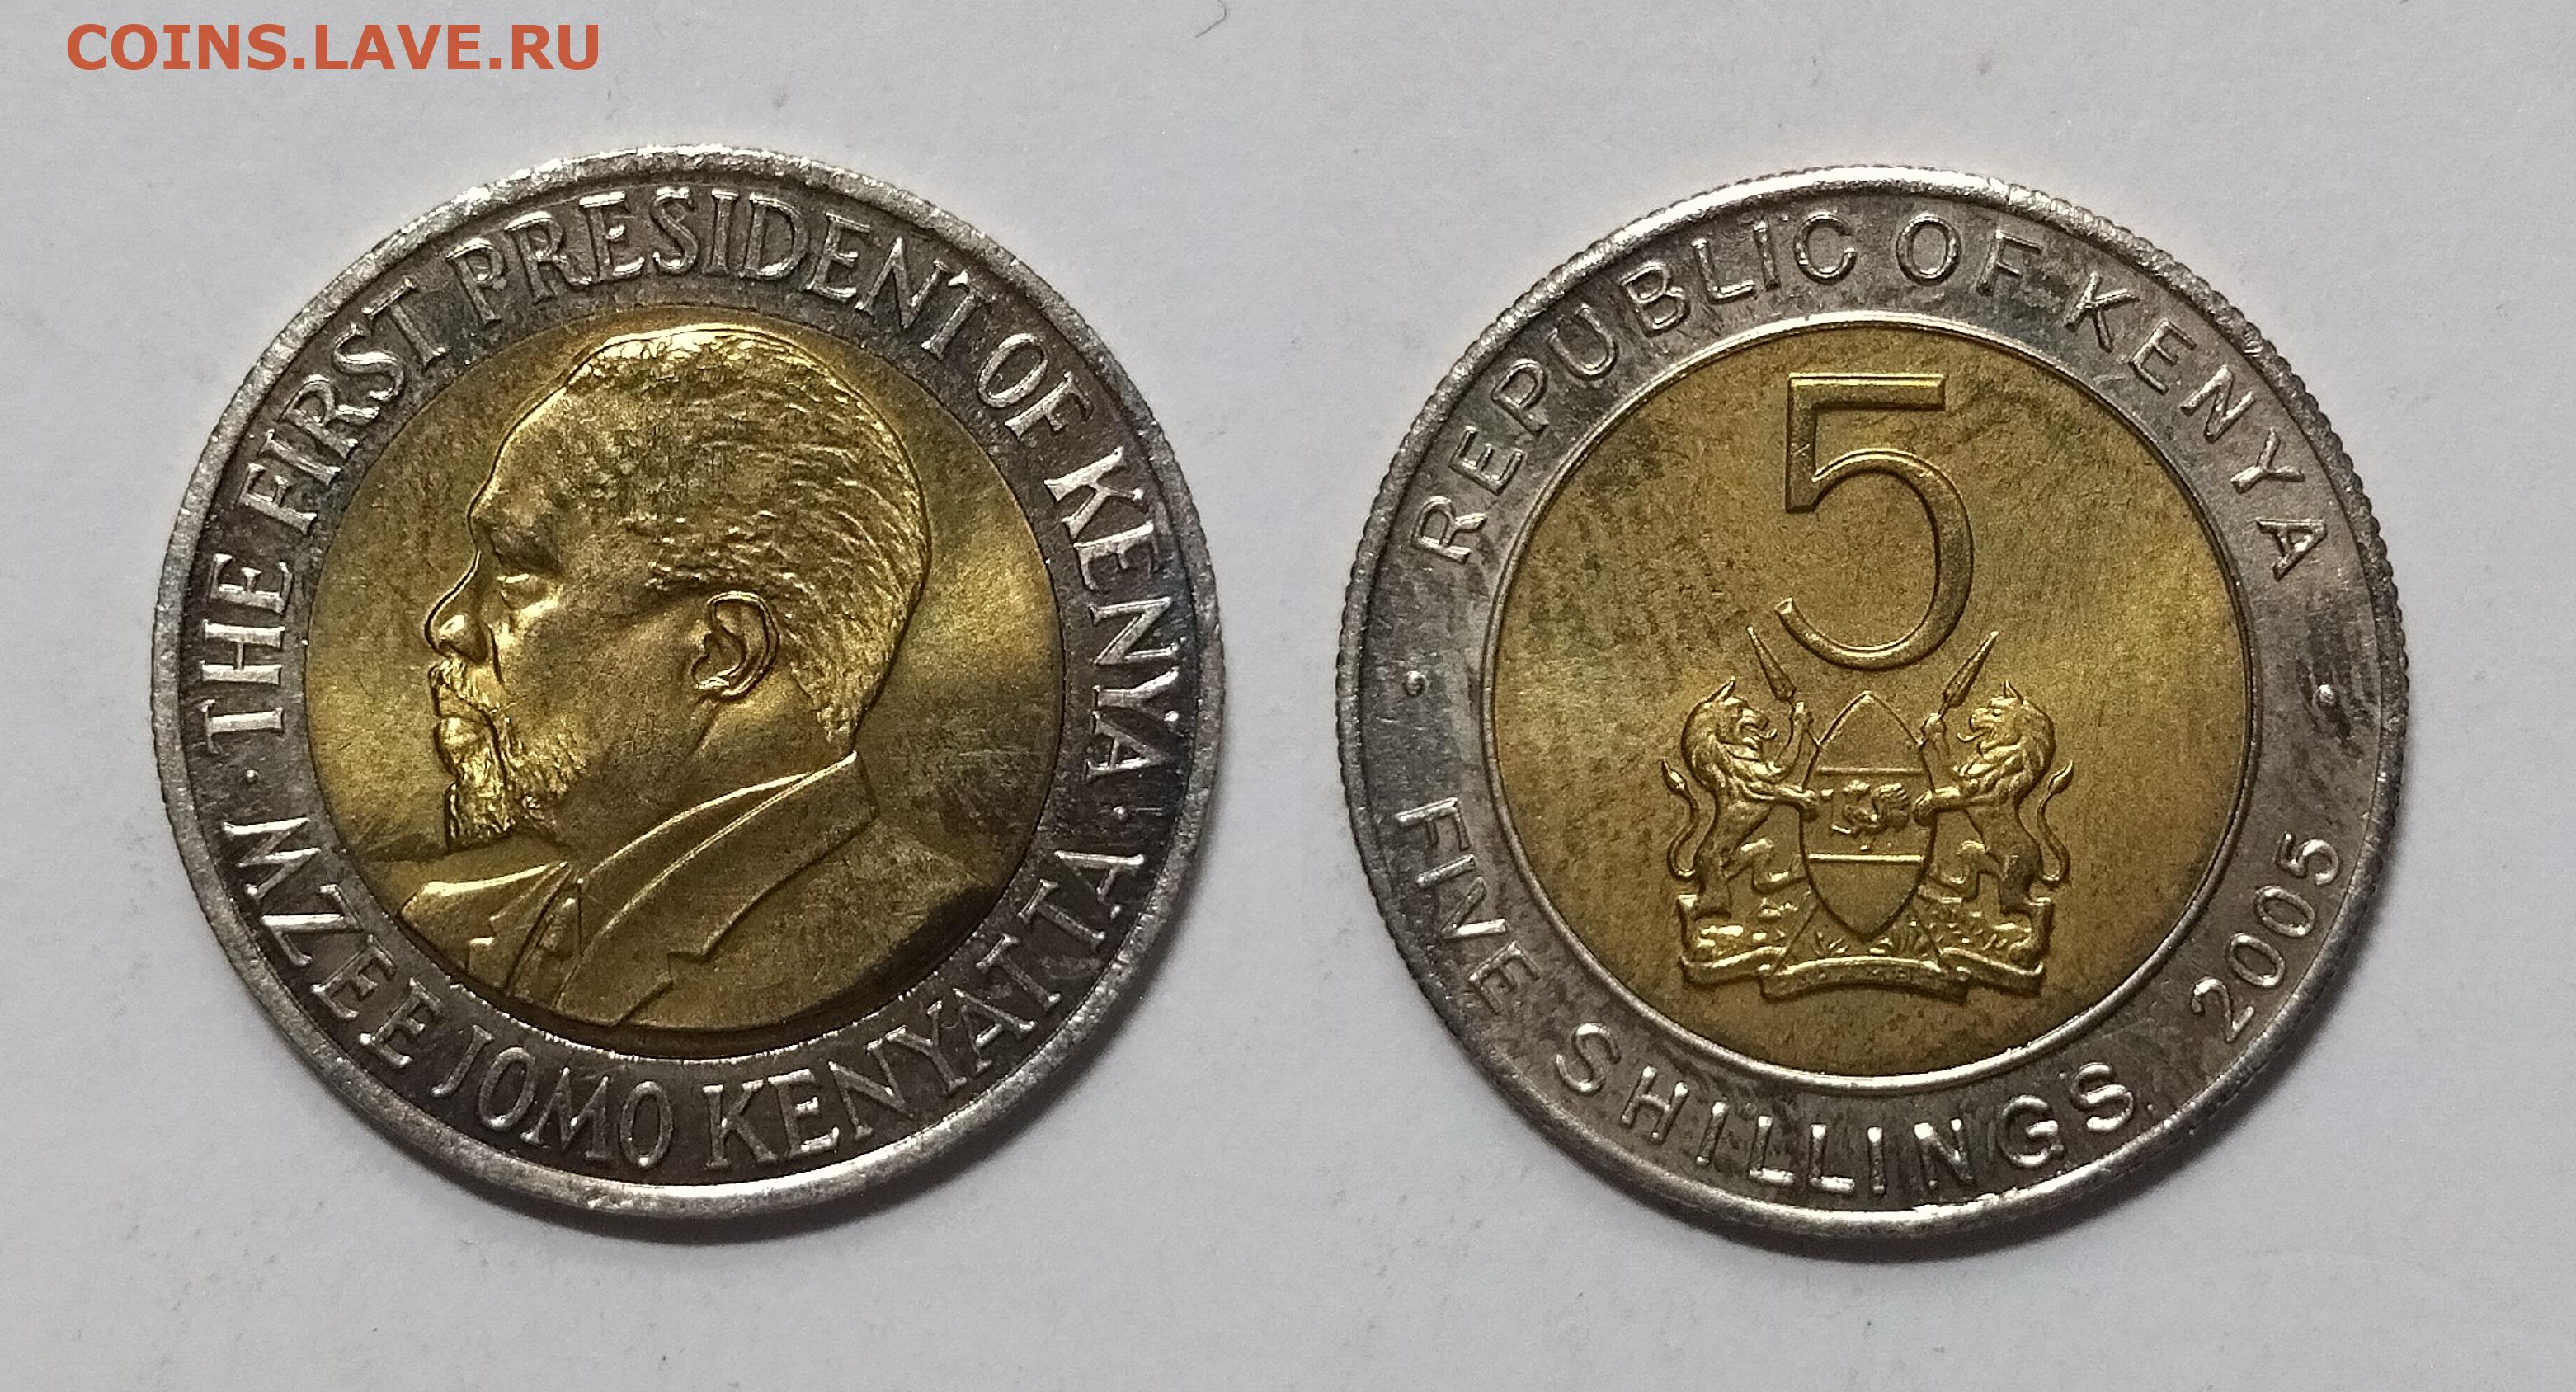 COINS.LAVE.RU
· THE FIRST PRESIDENT OF KENYA ·
MZEE JOMO KENYATTA
· REPUBLIC OF KENYA ·
5
FIVE SHILLINGS 2005